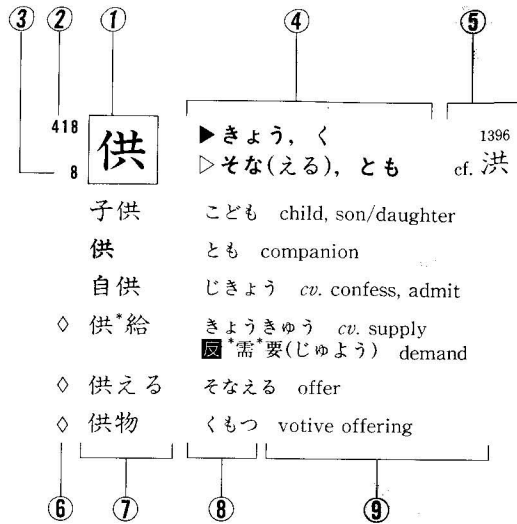 ③ ② ① ④ ⑤
418 供 ▶きょう, く 1396
8 ▷そな(える), とも cf. 洪
子供 こども child, son/daughter
供 とも companion
自供 じきょう cv. confess, admit
◇ 供*給 きょうきゅう cv. supply
反 *需*要(じゅよう) demand
◇ 供える そなえる offer
◇ 供物 くもつ votive offering
⑥ ⑦ ⑧ ⑨